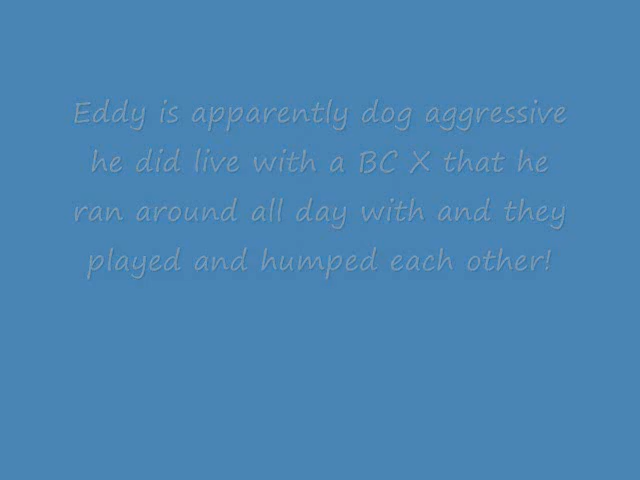 Eddy is apparently dog aggressive
he did live with a BC X that he
ran around all day with and they
played and humped each other!